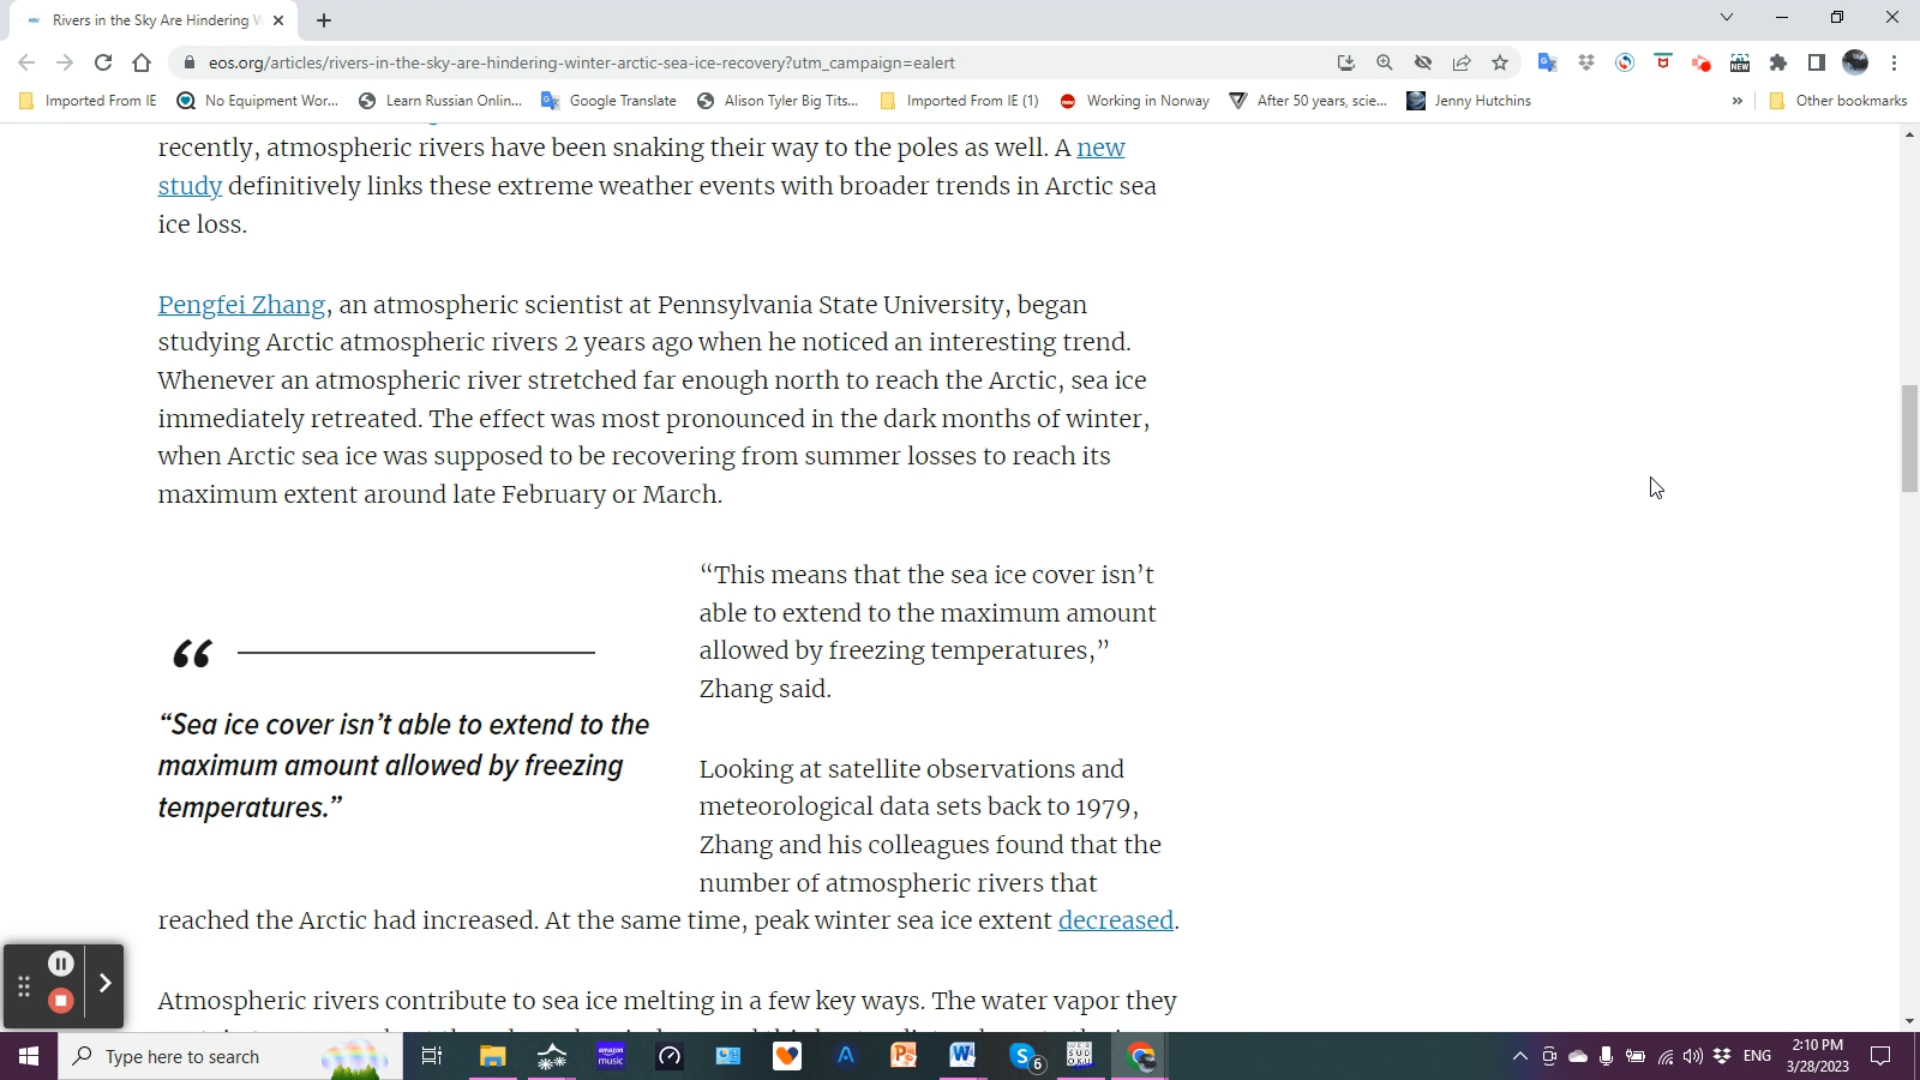 Rivers in the Sky Are Hindering W
eos.org/articles/rivers-in-the-sky-are-hindering-winter-arctic-sea-ice-recovery?utm_campaign=ealert
Imported From IE
No Equipment Wor...
Learn Russian Onlin...
Google Translate
Alison Tyler Big Tits...
Imported From IE (1)
Working in Norway
After 50 years, scie...
Jenny Hutchins
»
Other bookmarks
recently, atmospheric rivers have been snaking their way to the poles as well. A new
study definitively links these extreme weather events with broader trends in Arctic sea
ice loss.
Pengfei Zhang, an atmospheric scientist at Pennsylvania State University, began
studying Arctic atmospheric rivers 2 years ago when he noticed an interesting trend.
Whenever an atmospheric river stretched far enough north to reach the Arctic, sea ice
immediately retreated. The effect was most pronounced in the dark months of winter,
when Arctic sea ice was supposed to be recovering from summer losses to reach its
maximum extent around late February or March.
“
“Sea ice cover isn’t able to extend to the
maximum amount allowed by freezing
temperatures.”
“This means that the sea ice cover isn’t
able to extend to the maximum amount
allowed by freezing temperatures,”
Zhang said.
Looking at satellite observations and
meteorological data sets back to 1979,
Zhang and his colleagues found that the
number of atmospheric rivers that
reached the Arctic had increased. At the same time, peak winter sea ice extent decreased.
Atmospheric rivers contribute to sea ice melting in a few key ways. The water vapor they
Type here to search
amazon music
WEB SUDOKU
6
ENG
2:10 PM
3/28/2023